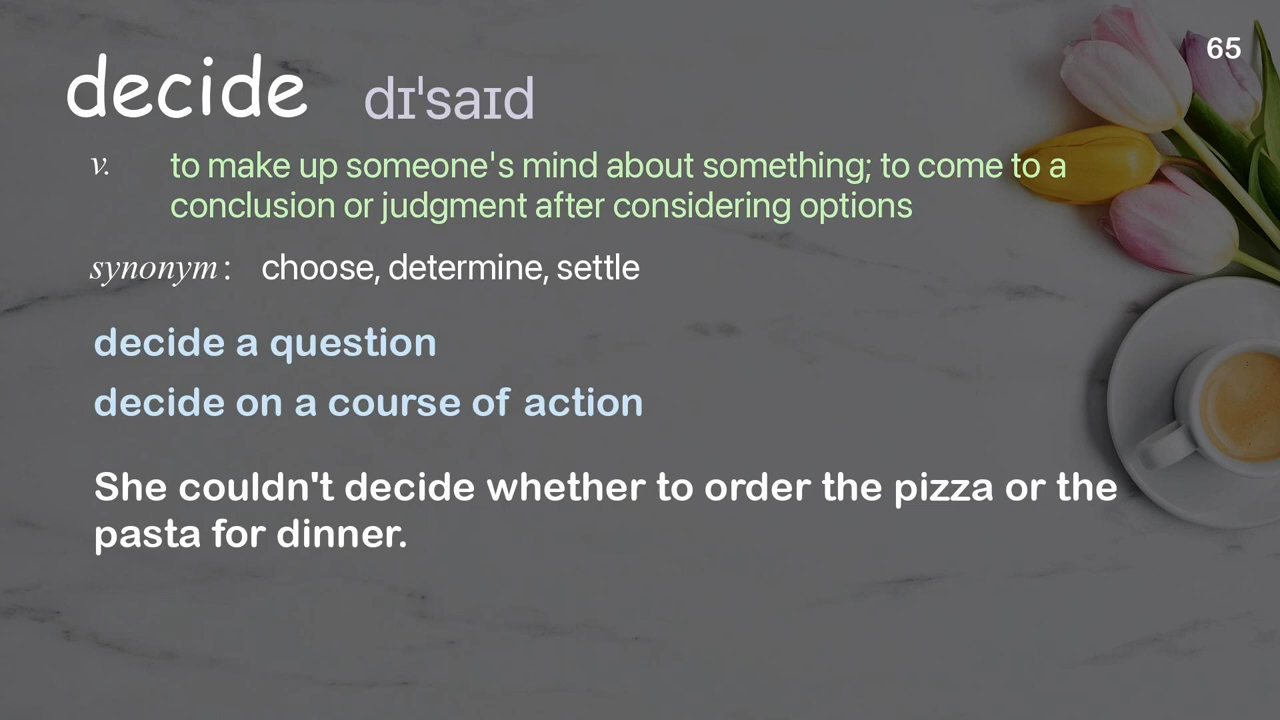 65
decide dɪˈsaɪd
v. to make up someone's mind about something; to come to a
conclusion or judgment after considering options
synonym: choose, determine, settle
decide a question
decide on a course of action
She couldn't decide whether to order the pizza or the
pasta for dinner.